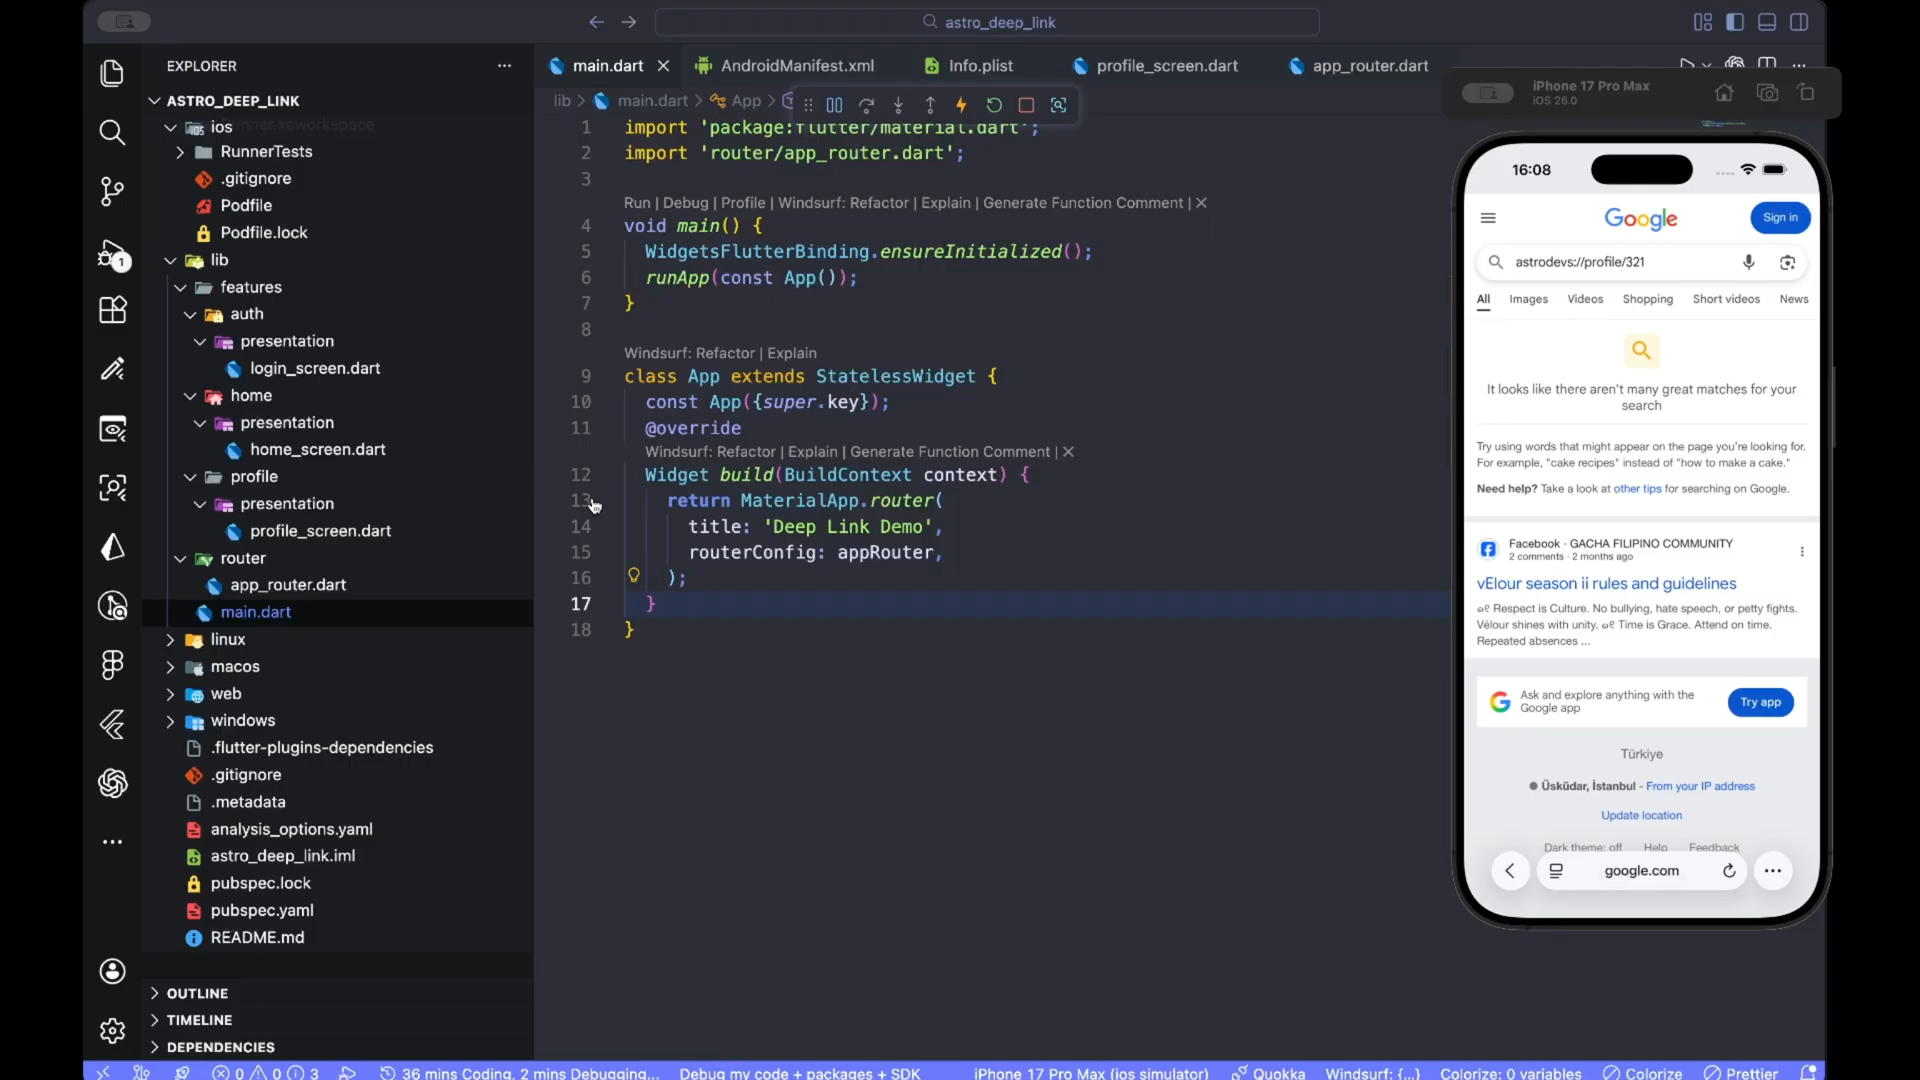 astro_deep_link
EXPLORER
ASTRO_DEEP_LINK
ios
RunnerTests
.gitignore
Podfile
Podfile.lock
lib
features
auth
presentation
login_screen.dart
home
presentation
home_screen.dart
profile
presentation
profile_screen.dart
router
app_router.dart
main.dart
linux
macos
web
windows
.flutter-plugins-dependencies
.gitignore
.metadata
analysis_options.yaml
astro_deep_link.iml
pubspec.lock
pubspec.yaml
README.md
OUTLINE
TIMELINE
DEPENDENCIES
1
main.dart AndroidManifest.xml Info.plist profile_screen.dart app_router.dart
lib > main.dart > App >
1 import 'package:flutter/material.dart';
2 import 'router/app_router.dart';
3
Run | Debug | Profile | Windsurf: Refactor | Explain | Generate Function Comment | ✕
4 void main() {
5 WidgetsFlutterBinding.ensureInitialized();
6 runApp(const App());
7 }
8
Windsurf: Refactor | Explain
9 class App extends StatelessWidget {
10 const App({super.key});
11 @override
Windsurf: Refactor | Explain | Generate Function Comment | ✕
12 Widget build(BuildContext context) {
13 return MaterialApp.router(
14 title: 'Deep Link Demo',
15 routerConfig: appRouter,
16 );
17 }
18 }
iPhone 17 Pro Max
iOS 26.0
16:08
Google
Sign in
astrodevs://profile/321
All Images Videos Shopping Short videos News
It looks like there aren't many great matches for your
search
Try using words that might appear on the page you're looking for.
For example, "cake recipes" instead of "how to make a cake."
Need help? Take a look at other tips for searching on Google.
Facebook · GACHA FILIPINO COMMUNITY
2 comments · 2 months ago
vElour season ii rules and guidelines
Respect is Culture. No bullying, hate speech, or petty fights.
Vélour shines with unity. Time is Grace. Attend on time.
Repeated absences ...
Ask and explore anything with the
Google app
Try app
Türkiye
Üsküdar, İstanbul - From your IP address
Update location
Dark theme: off Help Feedback
google.com
0 0 3 36 mins Coding, 2 mins Debugging... Debug my code + packages + SDK iPhone 17 Pro Max (ios simulator) Quokka Windsurf: {...} Colorize: 0 variables Colorize Prettier